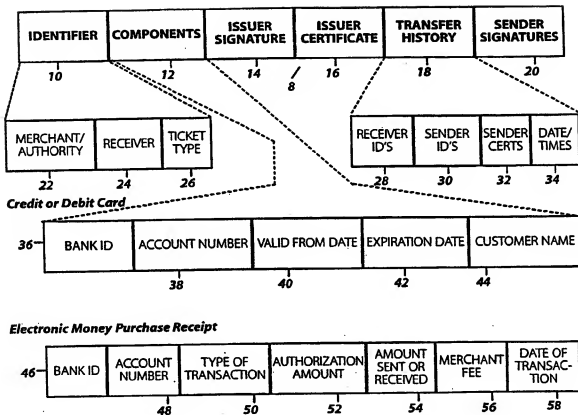 IDENTIFIER COMPONENTS ISSUER SIGNATURE ISSUER CERTIFICATE TRANSFER HISTORY SENDER SIGNATURES
10 12 14 8 16 18 20
MERCHANT/ AUTHORITY RECEIVER TICKET TYPE RECEIVER ID'S SENDER ID'S SENDER CERTS DATE/ TIMES
22 24 26 28 30 32 34
Credit or Debit Card
36 BANK ID ACCOUNT NUMBER VALID FROM DATE EXPIRATION DATE CUSTOMER NAME
38 40 42 44
Electronic Money Purchase Receipt
46 BANK ID ACCOUNT NUMBER TYPE OF TRANSACTION AUTHORIZATION AMOUNT AMOUNT SENT OR RECEIVED MERCHANT FEE DATE OF TRANSAC- TION
48 50 52 54 56 58